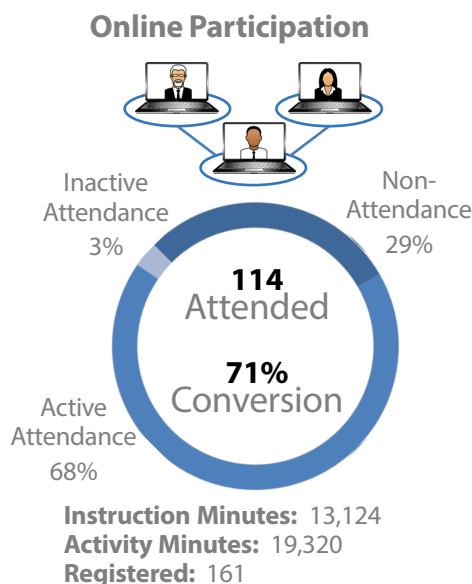 Online Participation
Inactive
Attendance
3%
Non-
Attendance
29%
114
Attended
71%
Conversion
Active
Attendance
68%
Instruction Minutes: 13,124
Activity Minutes: 19,320
Registered: 161